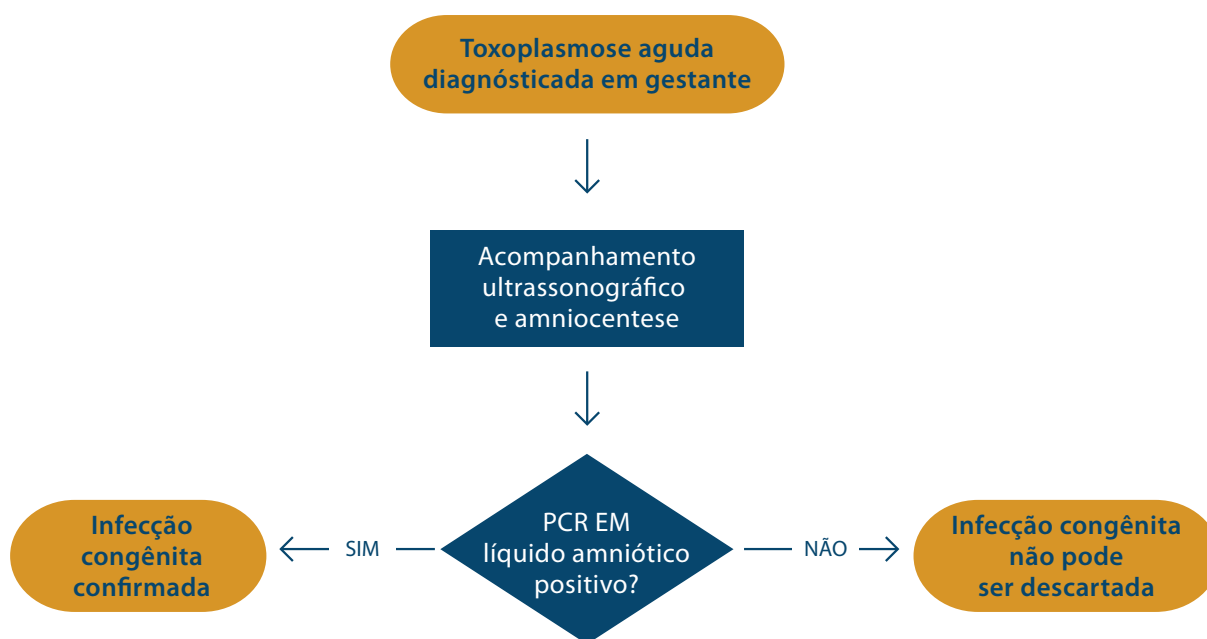 Toxoplasmose aguda
diagnósticada em gestante
Acompanhamento
ultrassonográfico
e amniocentese
PCR EM
líquido amniótico
positivo?
SIM
NÃO
Infecção
congênita
confirmada
Infecção congênita
não pode
ser descartada